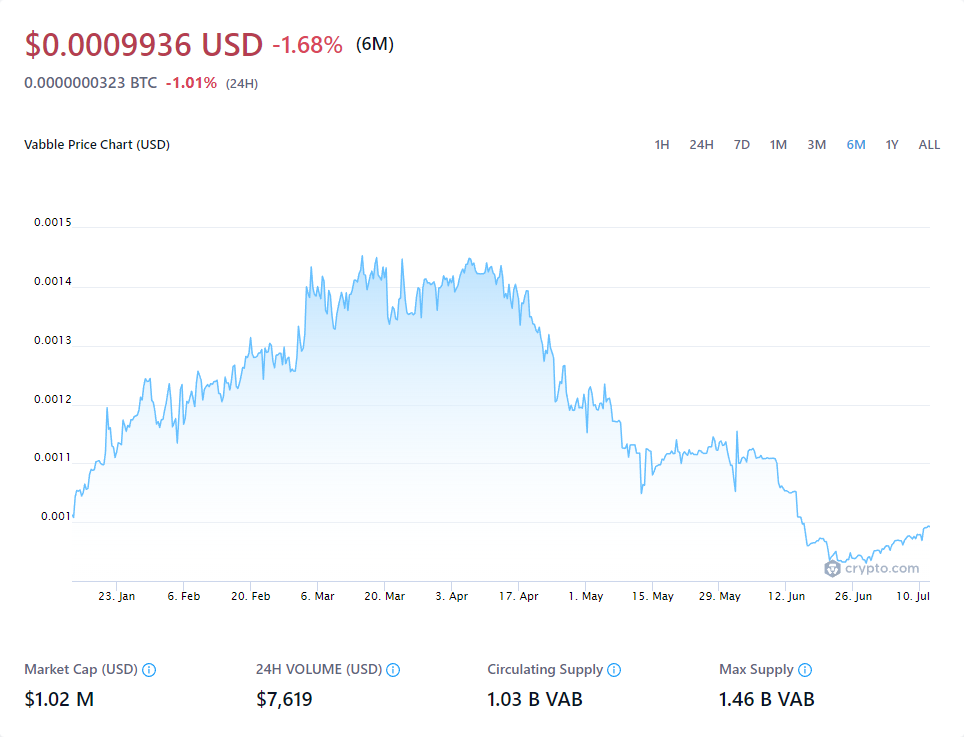 $0.0009936 USD -1.68% (6M)
0.0000000323 BTC -1.01% (24H)
Vabble Price Chart (USD) 1H 24H 7D 1M 3M 6M 1Y ALL
0.0015
0.0014
0.0013
0.0012
0.0011
0.001
crypto.com
23. Jan 6. Feb 20. Feb 6. Mar 20. Mar 3. Apr 17. Apr 1. May 15. May 29. May 12. Jun 26. Jun 10. Jul
Market Cap (USD) 24H VOLUME (USD) Circulating Supply Max Supply
$1.02 M $7,619 1.03 B VAB 1.46 B VAB